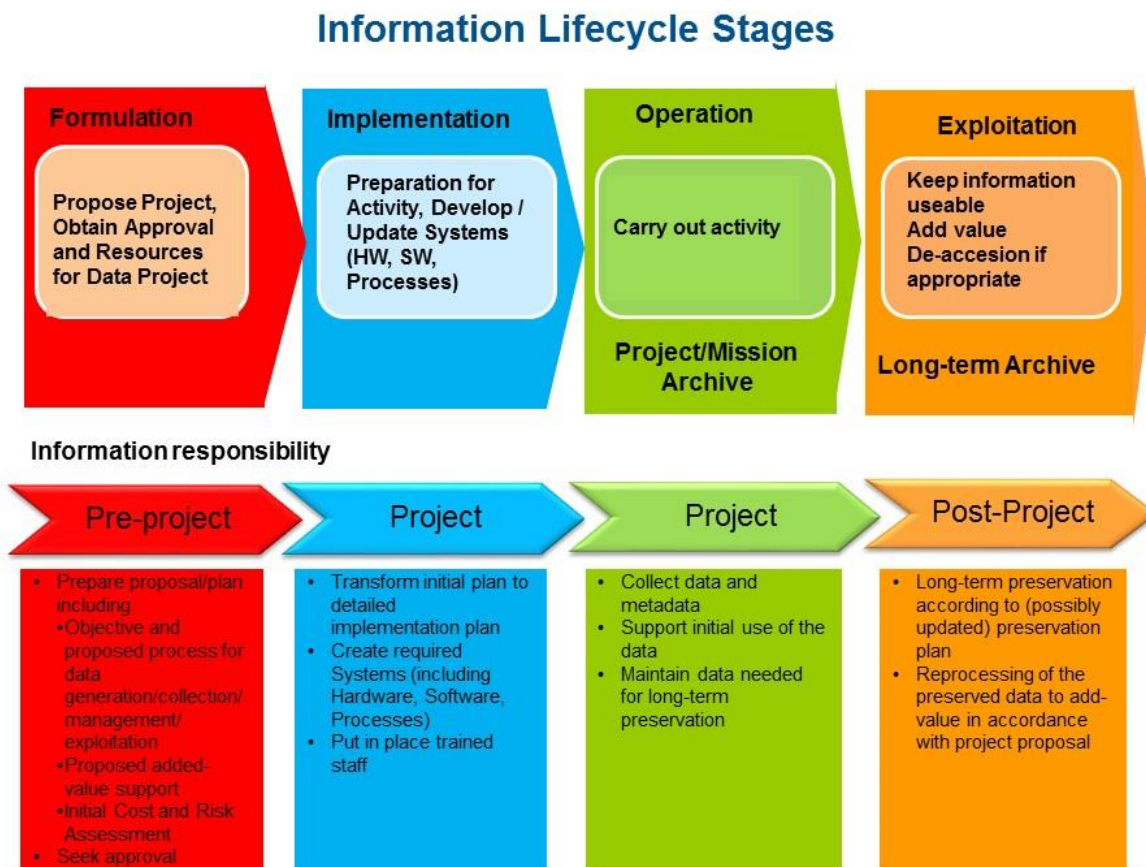 Information Lifecycle Stages
Formulation
Propose Project,
Obtain Approval
and Resources
for Data Project
Implementation
Preparation for
Activity, Develop /
Update Systems
(HW, SW,
Processes)
Operation
Carry out activity
Project/Mission
Archive
Exploitation
Keep information
useable
Add value
De-accesion if
appropriate
Long-term Archive
Information responsibility
Pre-project
Project
Project
Post-Project
• Prepare proposal/plan
including
•Objective and
proposed process for
data
generation/collection/
management/
exploitation
•Proposed added-
value support
•Initial Cost and Risk
Assessment
• Seek approval
• Transform initial plan to
detailed
implementation plan
• Create required
Systems (including
Hardware, Software,
Processes)
• Put in place trained
staff
• Collect data and
metadata
• Support initial use of the
data
• Maintain data needed
for long-term
preservation
• Long-term preservation
according to (possibly
updated) preservation
plan
• Reprocessing of the
preserved data to add-
value in accordance
with project proposal